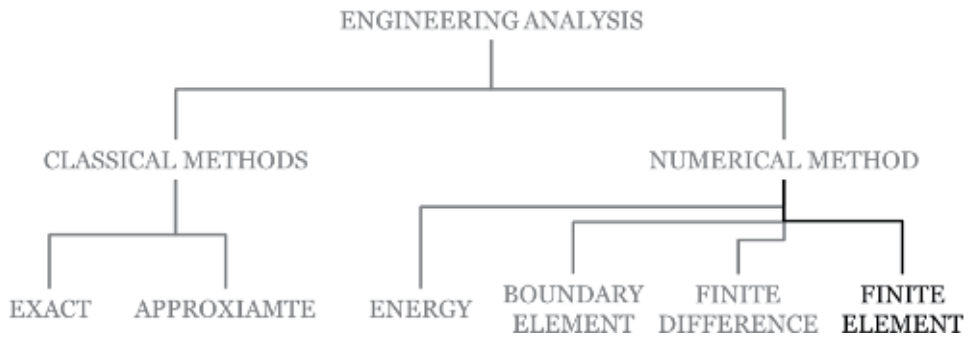 ENGINEERING ANALYSIS
CLASSICAL METHODS
NUMERICAL METHOD
EXACT
APPROXIAMTE
ENERGY
BOUNDARY
ELEMENT
FINITE
DIFFERENCE
FINITE
ELEMENT